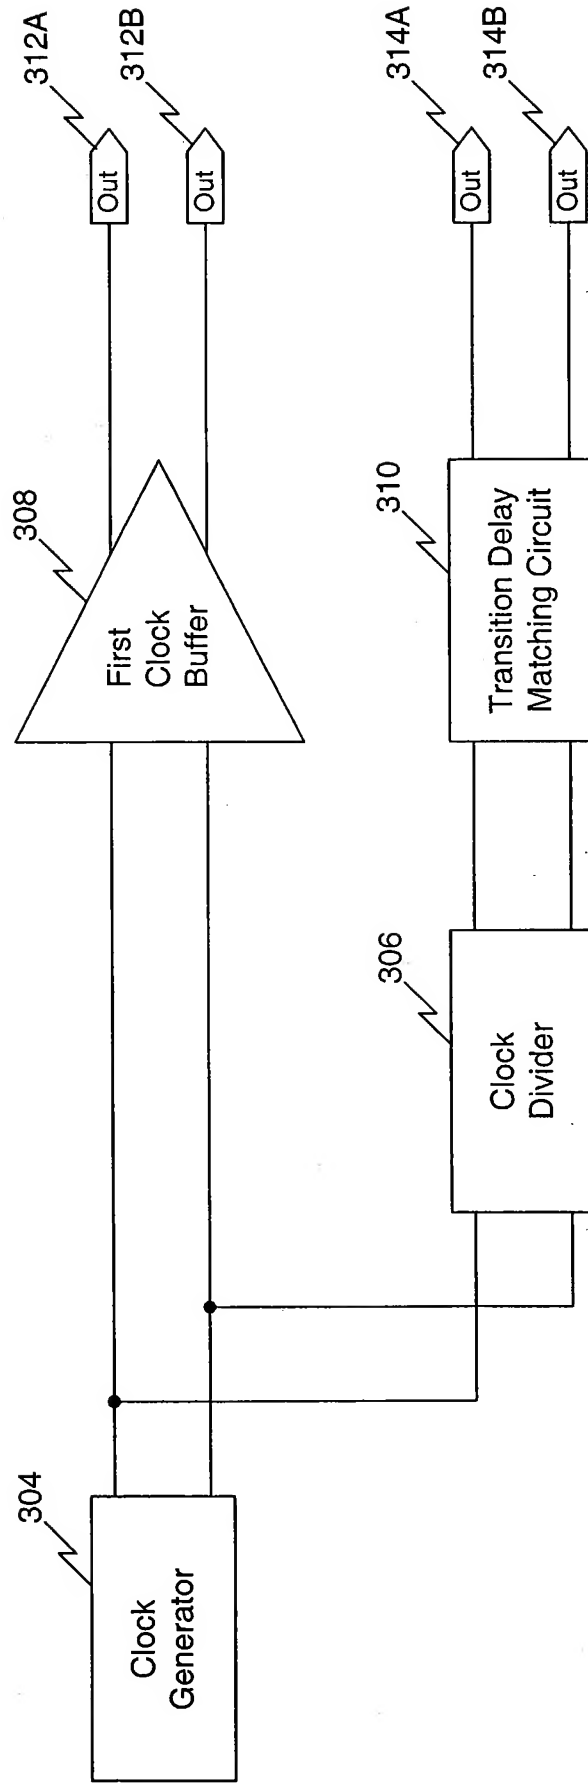 304
Clock
Generator
308
First
Clock
Buffer
Out
312A
Out
312B
306
Clock
Divider
310
Transition Delay
Matching Circuit
Out
314A
Out
314B